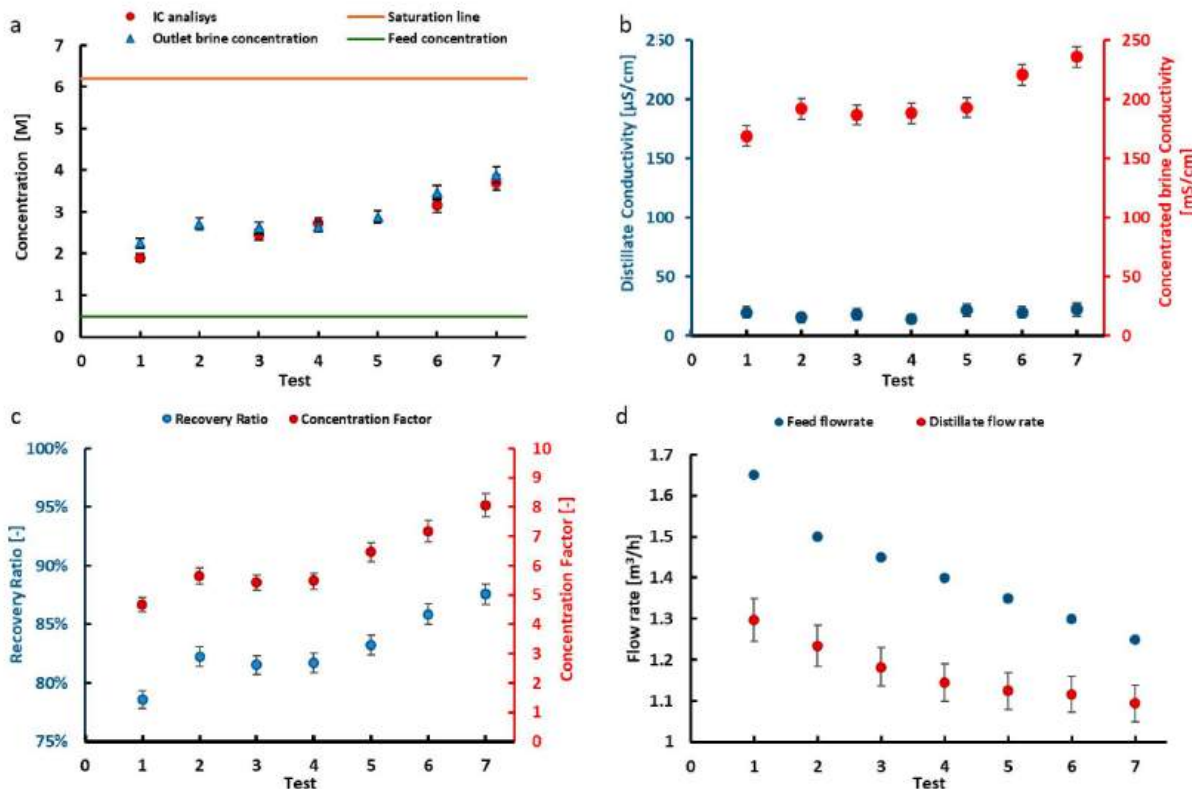 a
IC analisys
Saturation line
Outlet brine concentration
Feed concentration
Concentration [M]
7
6
5
4
3
2
1
0
0 1 2 3 4 5 6 7
Test
b
Distillate Conductivity [µS/cm]
250
200
150
100
50
0
250
200
150
100
50
0
Concentrated brine Conductivity
[mS/cm]
0 1 2 3 4 5 6 7
Test
c
Recovery Ratio
Concentration Factor
Recovery Ratio [-]
100%
95%
90%
85%
80%
75%
10
9
8
7
6
5
4
3
2
1
0
Concentration Factor [-]
0 1 2 3 4 5 6 7
Test
d
Feed flowrate
Distillate flow rate
Flow rate [m³/h]
1.7
1.6
1.5
1.4
1.3
1.2
1.1
1
0 1 2 3 4 5 6 7
Test